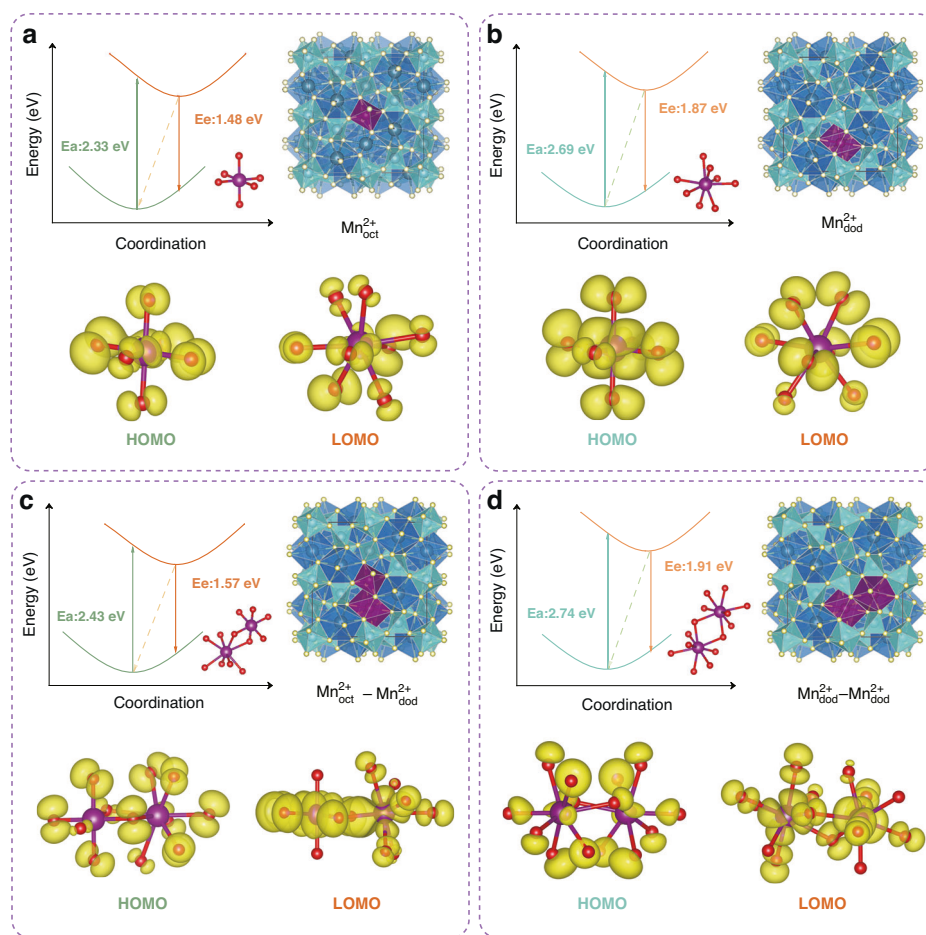 a
Energy (eV)
Ea:2.33 eV
Ee:1.48 eV
Coordination
Mn²⁺oct
HOMO
LOMO
b
Energy (eV)
Ea:2.69 eV
Ee:1.87 eV
Coordination
Mn²⁺dod
HOMO
LOMO
c
Energy (eV)
Ea:2.43 eV
Ee:1.57 eV
Coordination
Mn²⁺oct – Mn²⁺dod
HOMO
LOMO
d
Energy (eV)
Ea:2.74 eV
Ee:1.91 eV
Coordination
Mn²⁺dod–Mn²⁺dod
HOMO
LOMO